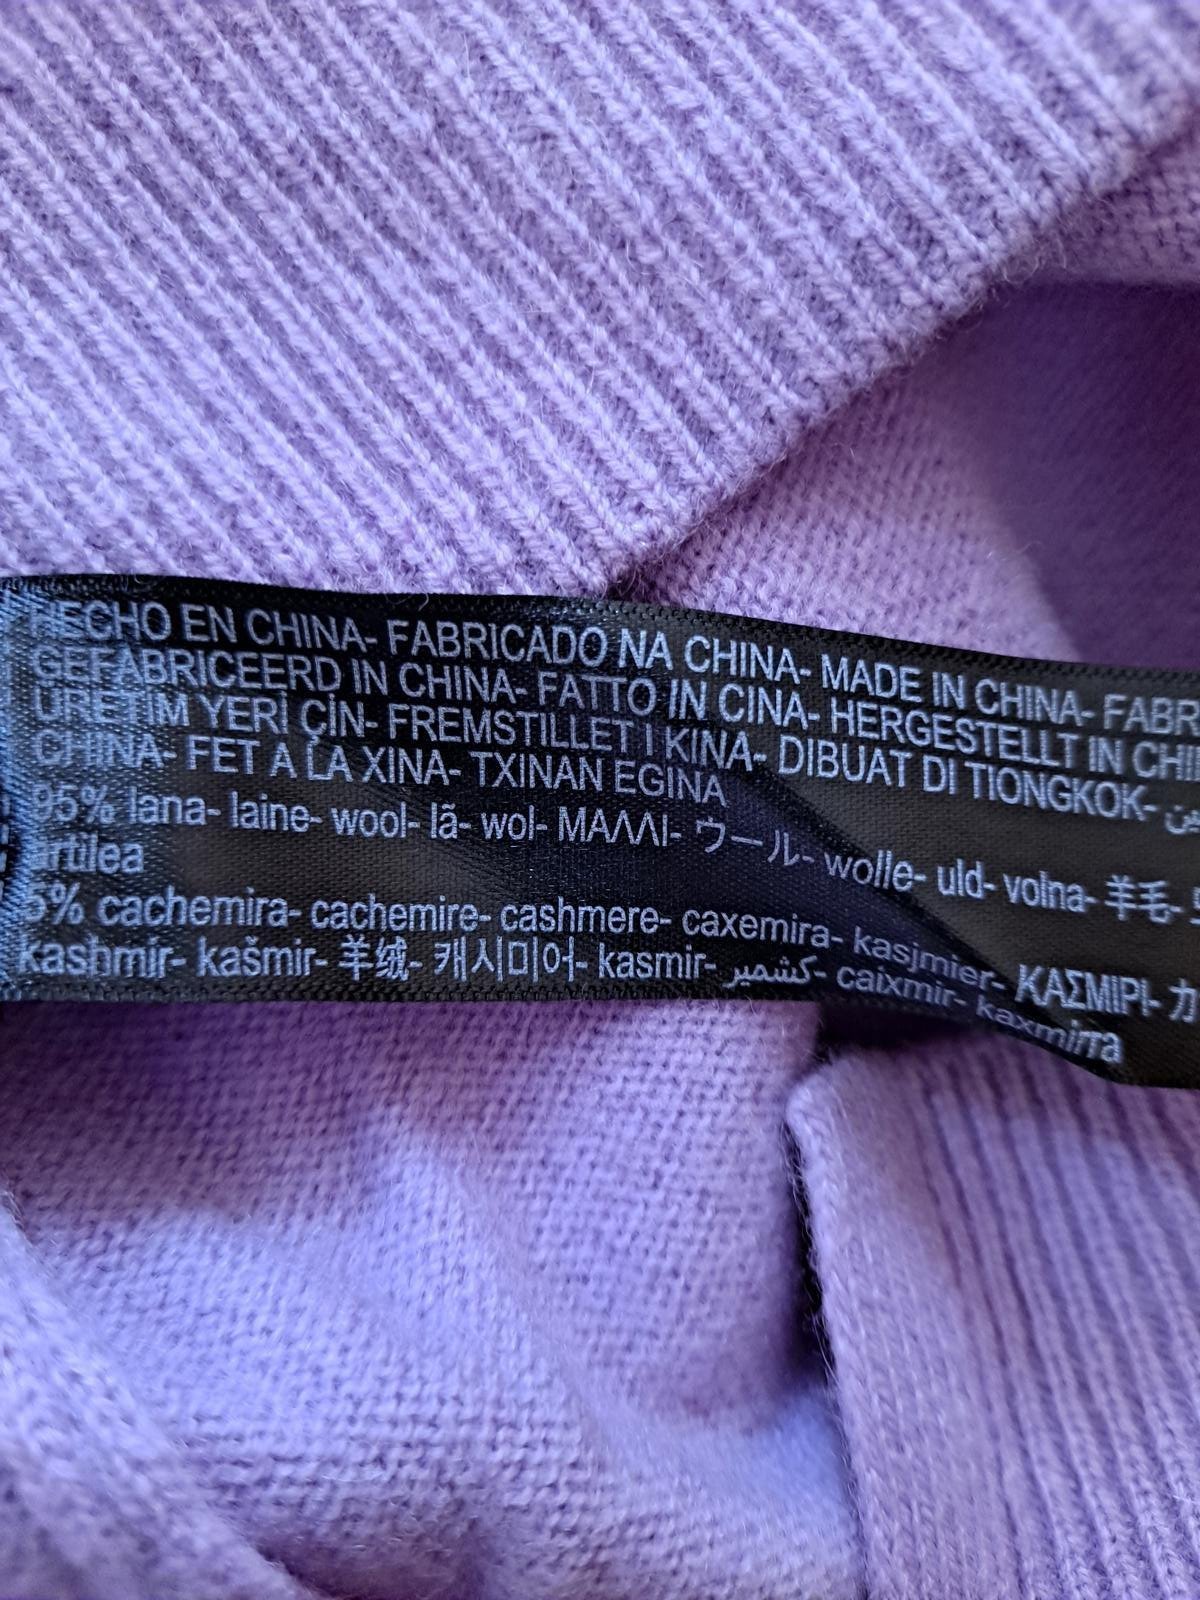 HECHO EN CHINA- FABRICADO NA CHINA- MADE IN CHINA- FABR
GEFABRICEERD IN CHINA- FATTO IN CINA- HERGESTELLT IN CHI
ÜRETIM YERİ ÇİN- FREMSTILLET I KINA- DIBUAT DI TIONGKOK-
CHINA- FET A LA XINA- TXINAN EGINA
95% lana- laine- wool- lã- wol- ΜΑΛΛΙ- ウール- wolle- uld- volna- 羊毛-
artilea
5% cachemira- cachemire- cashmere- caxemira- kasjmier- ΚΑΣΜΙΡΙ- カ
kashmir- kašmir- 羊绒- 캐시미어- kasmir- كشمير- caixmir- kaxmirra